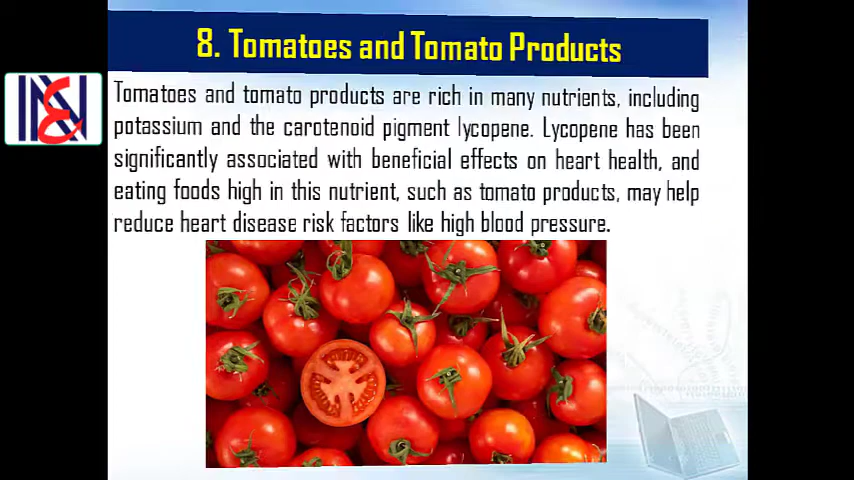 8. Tomatoes and Tomato Products
Tomatoes and tomato products are rich in many nutrients, including
potassium and the carotenoid pigment lycopene. Lycopene has been
significantly associated with beneficial effects on heart health, and
eating foods high in this nutrient, such as tomato products, may help
reduce heart disease risk factors like high blood pressure.